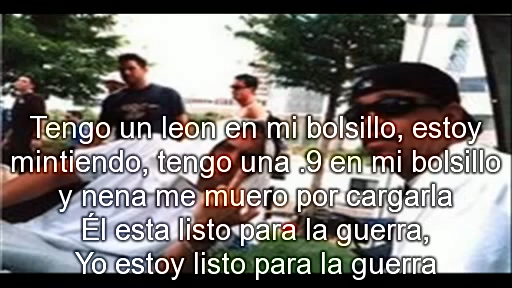 Tengo un leon en mi bolsillo, estoy
mintiendo, tengo una .9 en mi bolsillo
y nena me muero por cargarla
Él esta listo para la guerra,
Yo estoy listo para la guerra